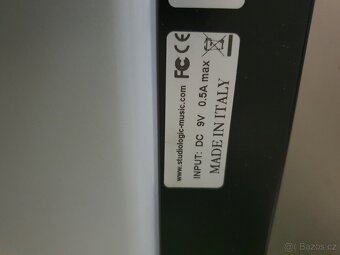 FC CE
www.studiologic-music.com
INPUT: DC 9V 0.5A max
MADE IN ITALY
© Bazos.cz